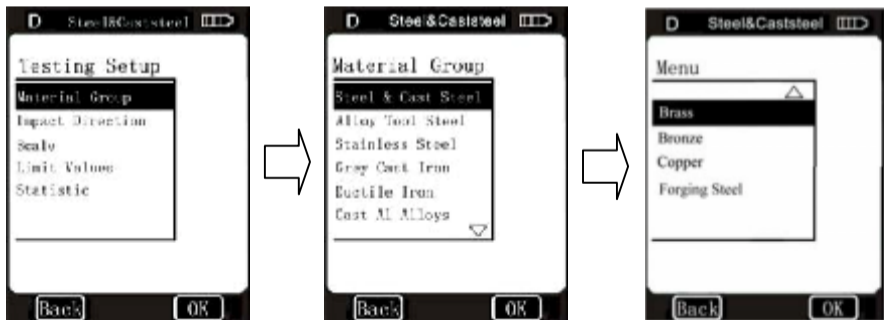 D Steel&Caststeel
Testing Setup
Material Group
Impact Direction
Scale
Limit Values
Statistic
Back OK
D Steel&Caststeel
Material Group
Steel & Cast Steel
Alloy Tool Steel
Stainless Steel
Grey Cast Iron
Ductile Iron
Cast Al Alloys
Back OK
D Steel&Caststeel
Menu
Brass
Bronze
Copper
Forging Steel
Back OK